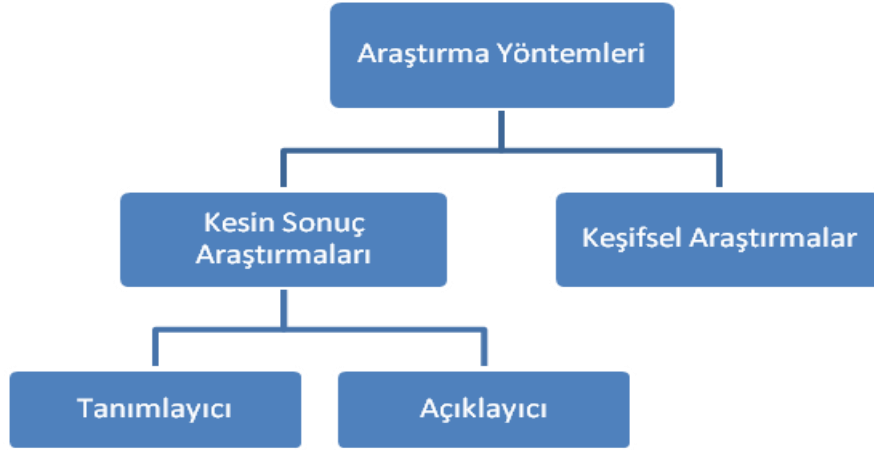 Araştırma Yöntemleri
Kesin Sonuç
Araştırmaları
Keşifsel Araştırmalar
Tanımlayıcı
Açıklayıcı